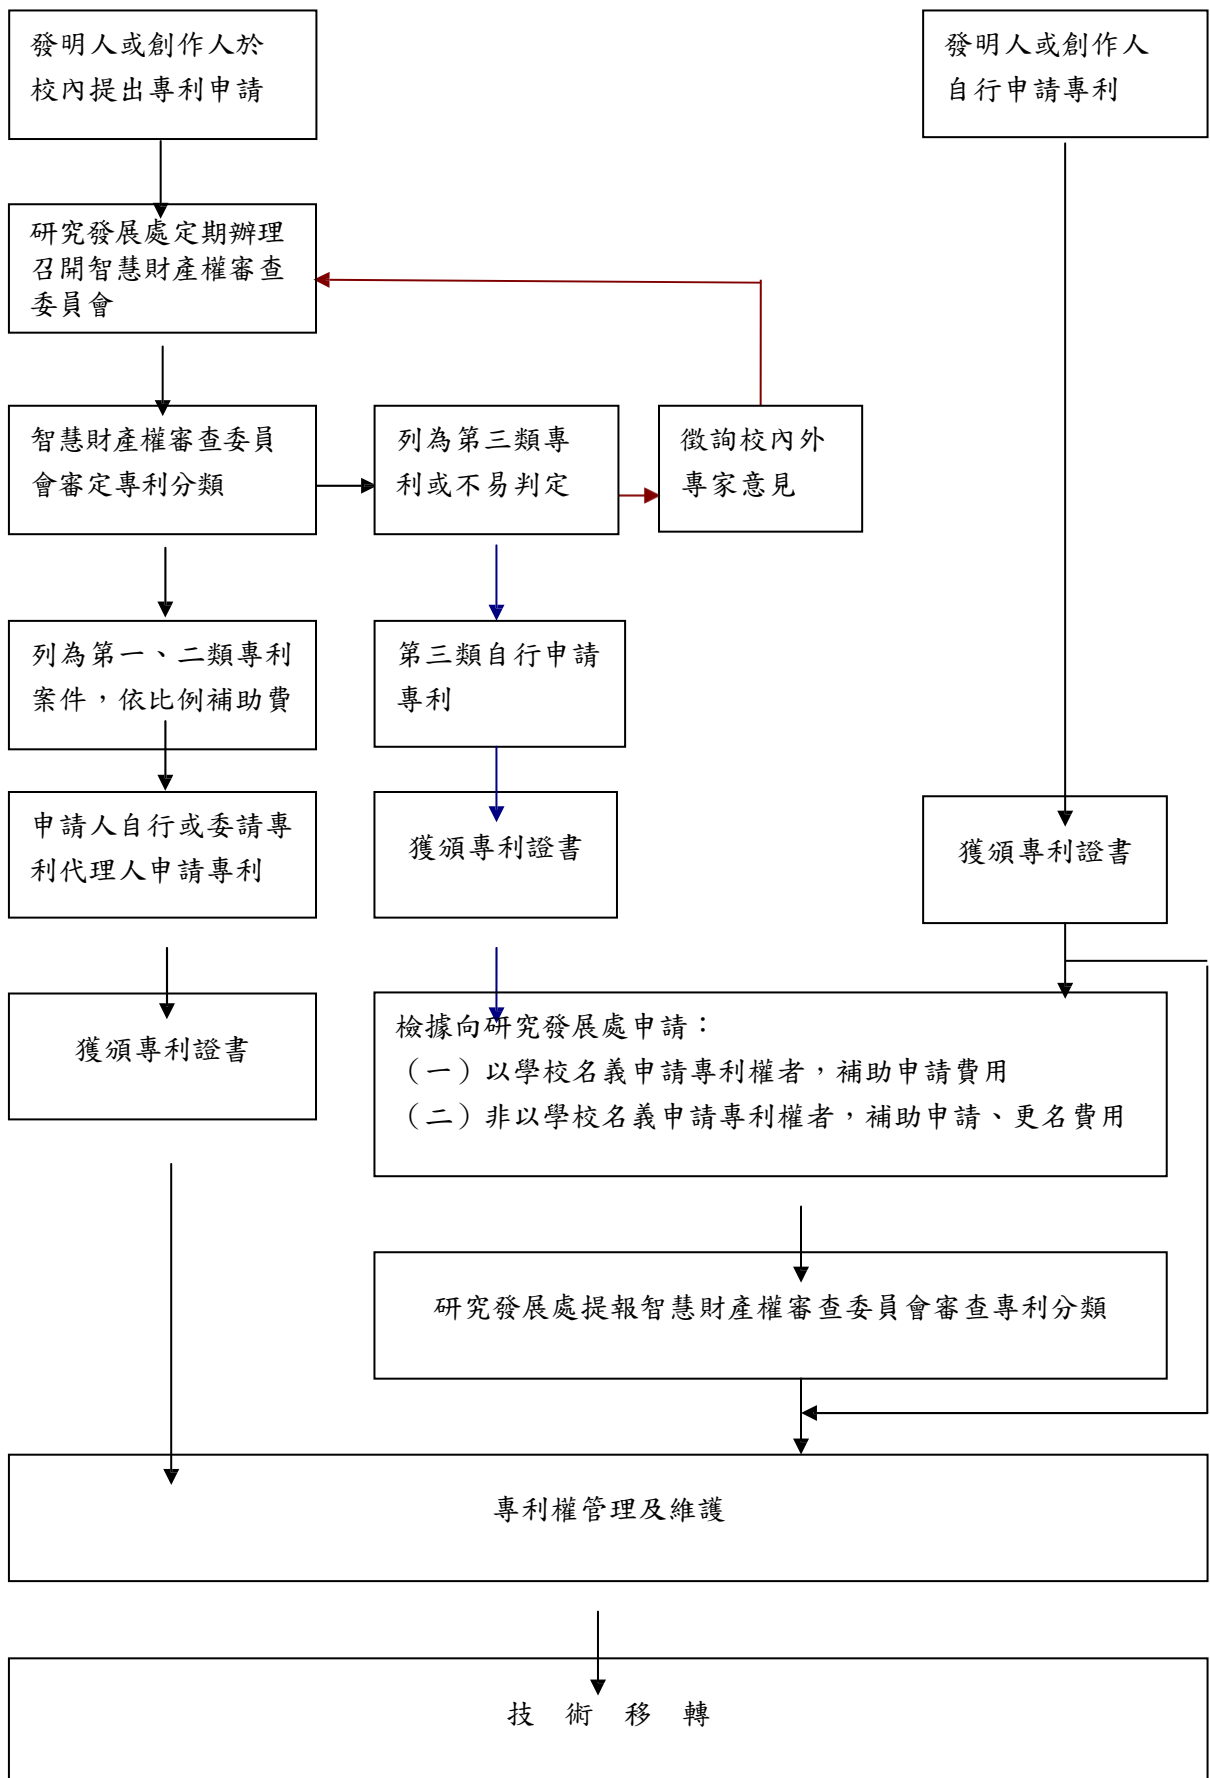 發明人或創作人於
校內提出專利申請
發明人或創作人
自行申請專利
研究發展處定期辦理
召開智慧財產權審查
委員會
智慧財產權審查委員
會審定專利分類
列為第三類專
利或不易判定
徵詢校內外
專家意見
列為第一、二類專利
案件，依比例補助費
第三類自行申請
專利
申請人自行或委請專
利代理人申請專利
獲頒專利證書
獲頒專利證書
獲頒專利證書
檢據向研究發展處申請：
（一）以學校名義申請專利權者，補助申請費用
（二）非以學校名義申請專利權者，補助申請、更名費用
研究發展處提報智慧財產權審查委員會審查專利分類
專利權管理及維護
技 術 移 轉